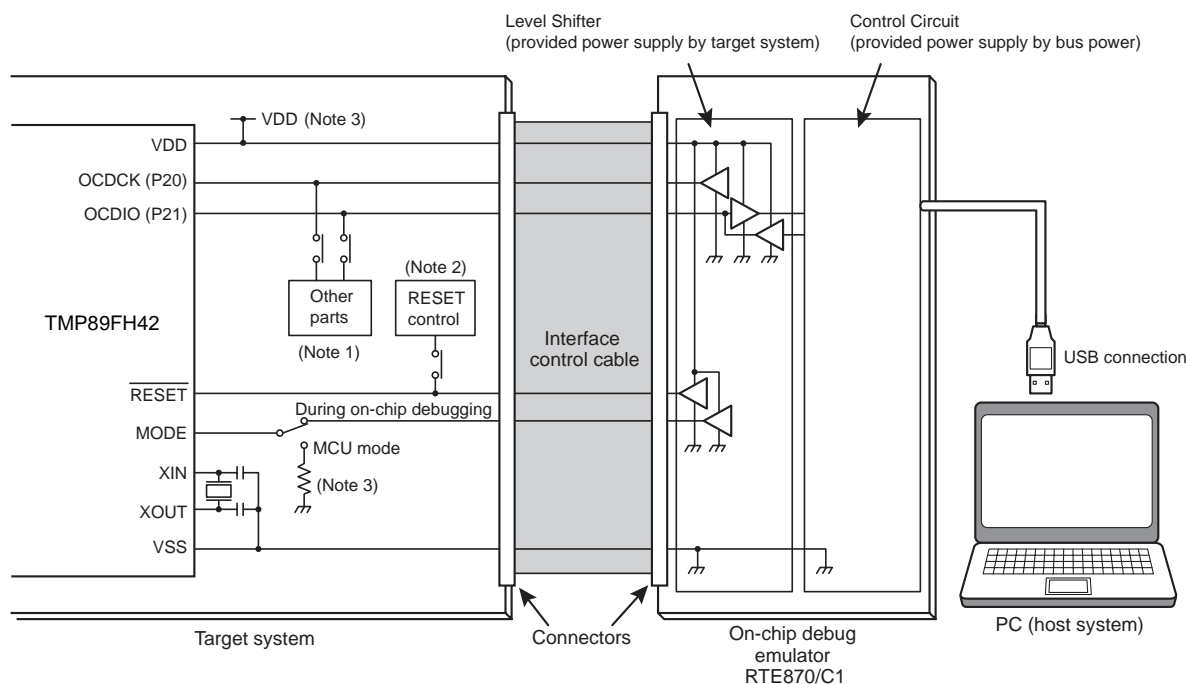 Level Shifter
(provided power supply by target system)
Control Circuit
(provided power supply by bus power)
VDD (Note 3)
VDD
OCDCK (P20)
OCDIO (P21)
(Note 2)
Other
parts
RESET
control
TMP89FH42
(Note 1)
Interface
control cable
USB connection
RESET
During on-chip debugging
MODE
MCU mode
XIN
(Note 3)
XOUT
VSS
Target system
Connectors
On-chip debug
emulator
RTE870/C1
PC (host system)